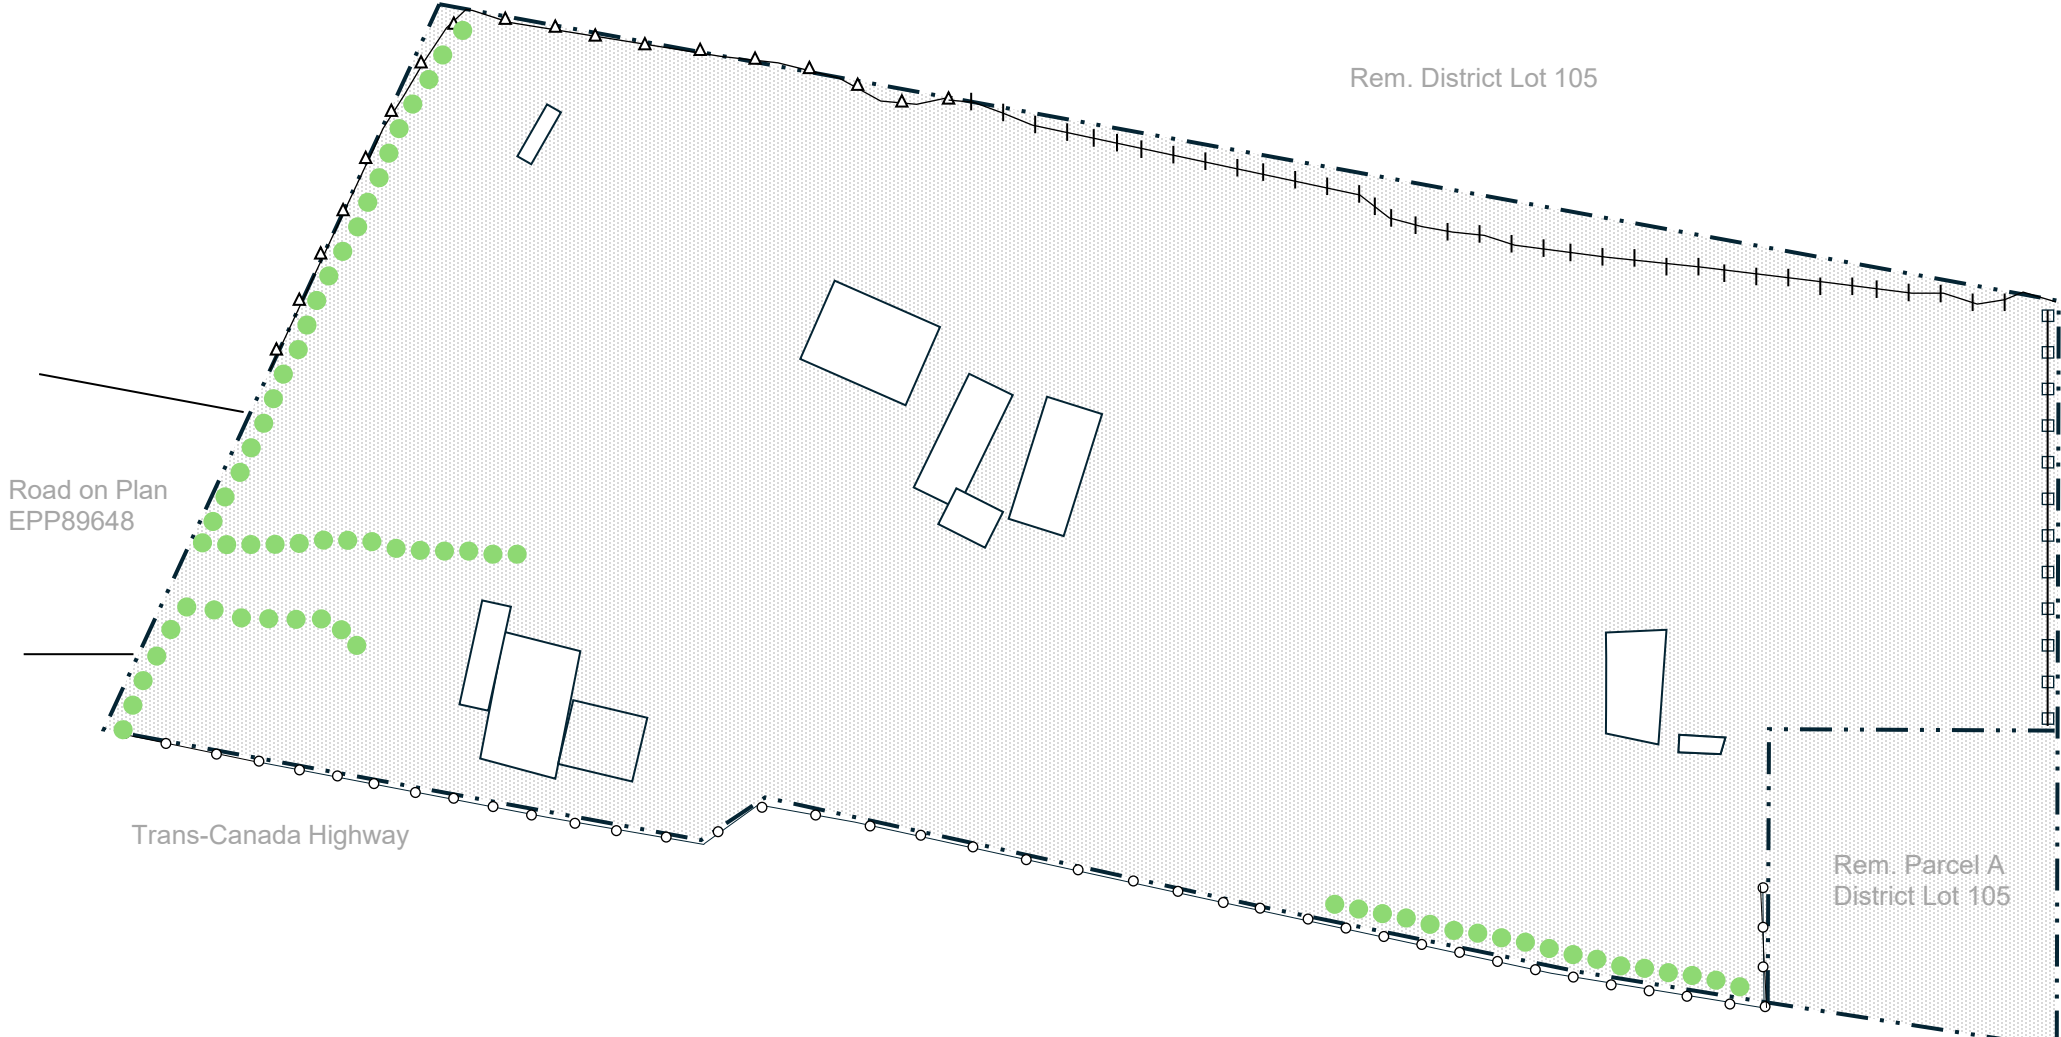 Rem. District Lot 105
Road on Plan
EPP89648
Trans-Canada Highway
Rem. Parcel A
District Lot 105